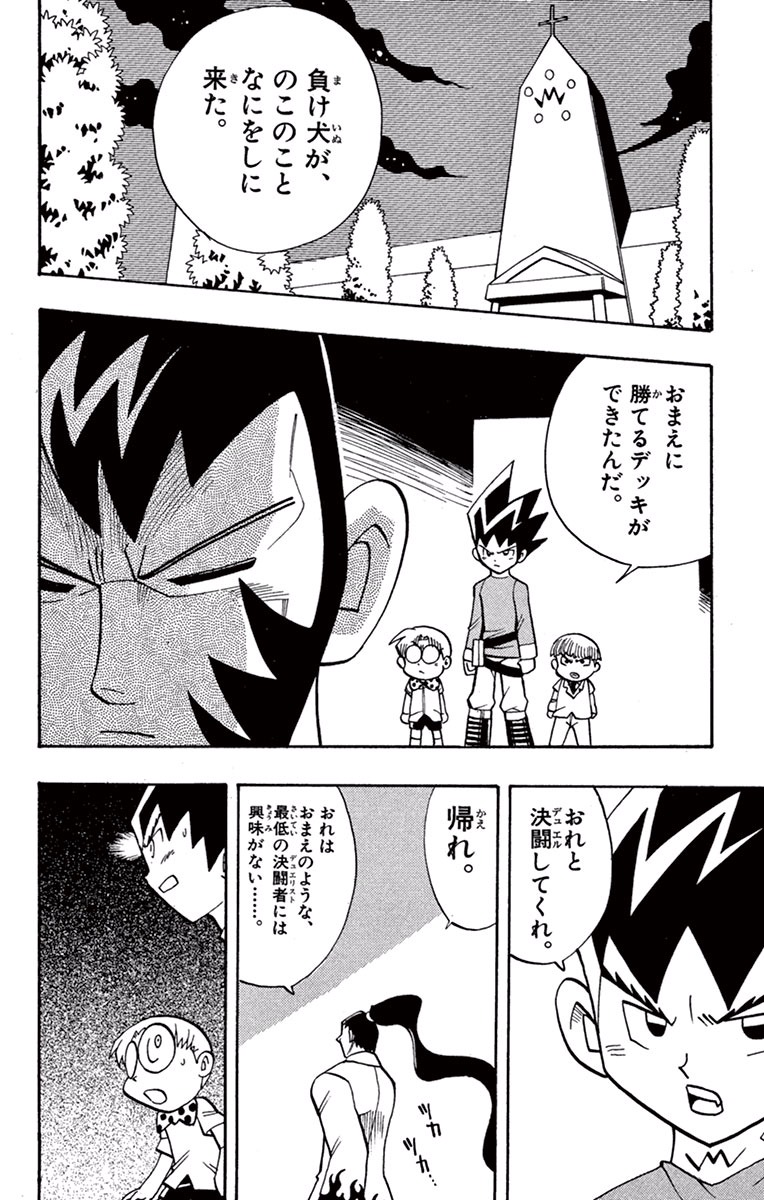 負け犬が、
のこのこと
なにをしに
来た。
おまえに
勝てるデッキが
できたんだ。
おれと
決闘してくれ。
帰れ。
おれは
おまえのような、
最低の決闘者には
興味がない……。
ツカ
ツカ…